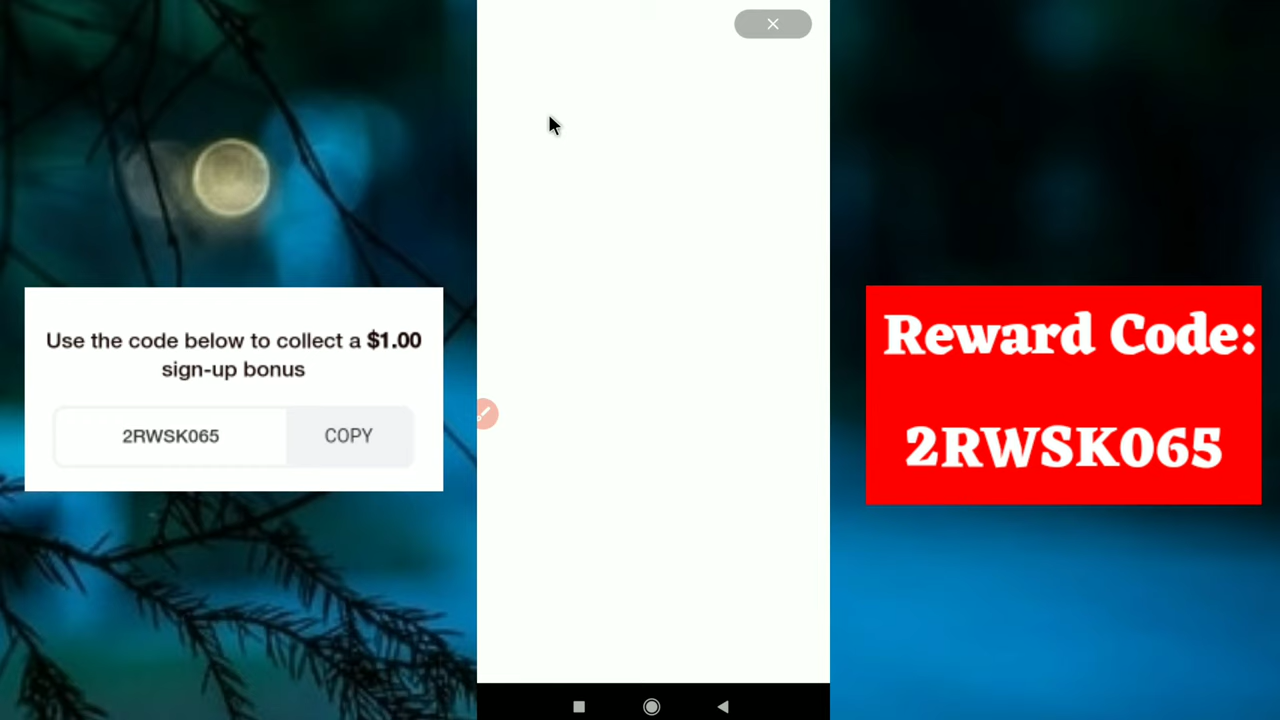 Use the code below to collect a $1.00
sign-up bonus
2RWSK065 COPY
Reward Code:
2RWSK065